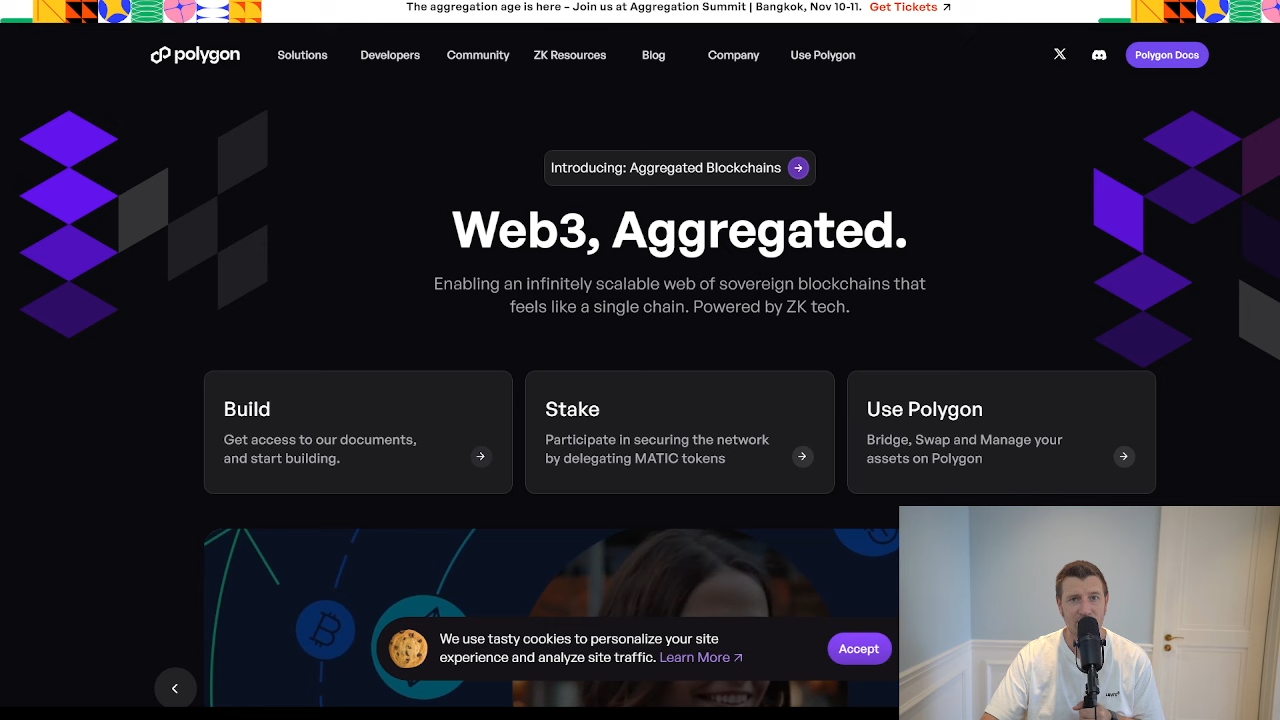 The aggregation age is here – Join us at Aggregation Summit | Bangkok, Nov 10-11. Get Tickets ↗
polygon Solutions Developers Community ZK Resources Blog Company Use Polygon Polygon Docs
Introducing: Aggregated Blockchains
Web3, Aggregated.
Enabling an infinitely scalable web of sovereign blockchains that
feels like a single chain. Powered by ZK tech.
Build
Get access to our documents,
and start building.
Stake
Participate in securing the network
by delegating MATIC tokens
Use Polygon
Bridge, Swap and Manage your
assets on Polygon
We use tasty cookies to personalize your site
experience and analyze site traffic. Learn More ↗
Accept